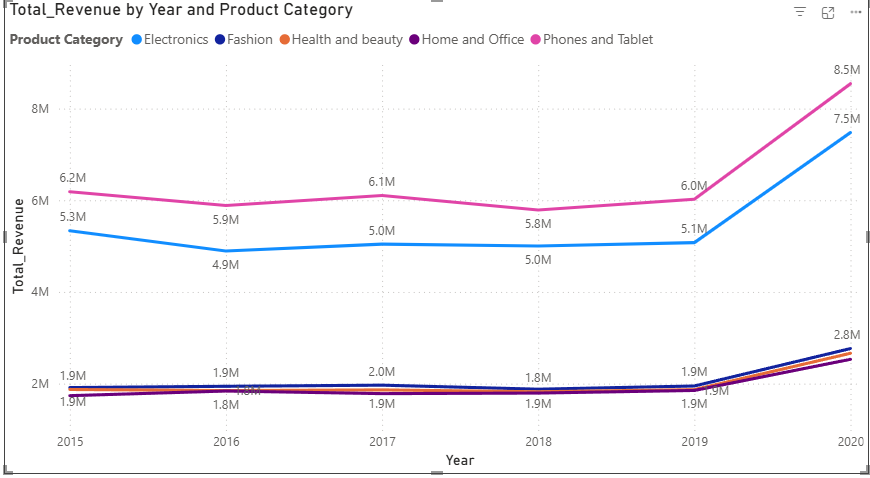 Total_Revenue by Year and Product Category
Product Category Electronics Fashion Health and beauty Home and Office Phones and Tablet
8.5M
8M
7.5M
6.2M
6.1M
6.0M
5.9M
5.8M
6M
5.3M
5.1M
5.0M
5.0M
4.9M
4M
2.8M
2M
1.9M
1.9M
2.0M
1.8M
1.9M
1.9M
1.9M
1.8M
1.9M
1.9M
1.9M
2015 2016 2017 2018 2019 2020
Year
Total_Revenue